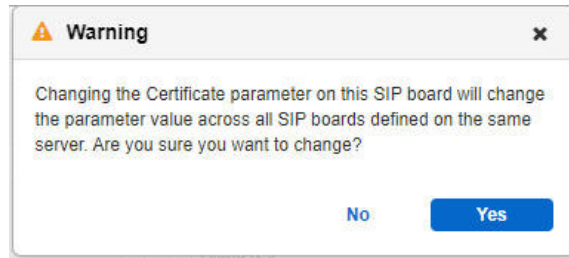 Warning
Changing the Certificate parameter on this SIP board will change
the parameter value across all SIP boards defined on the same
server. Are you sure you want to change?
No Yes